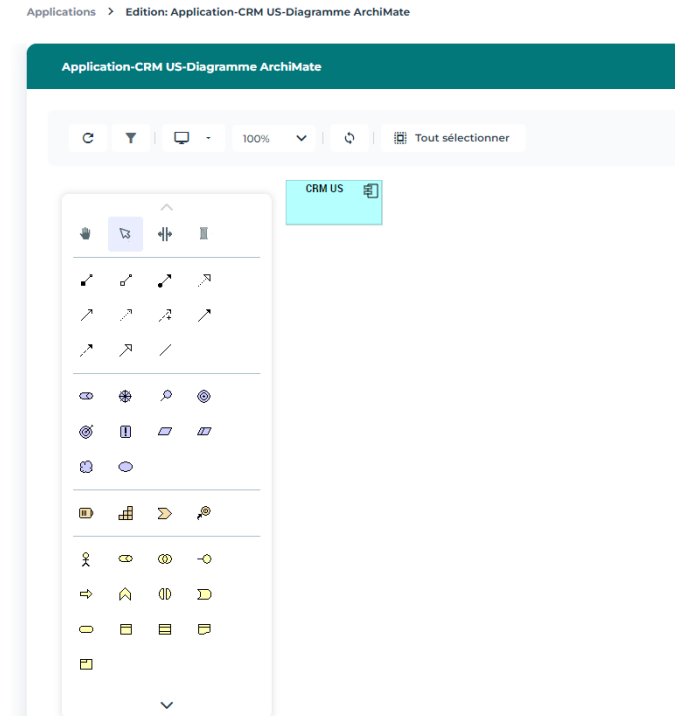 Applications > Edition: Application-CRM US-Diagramme ArchiMate
Application-CRM US-Diagramme ArchiMate
100%
Tout sélectionner
CRM US